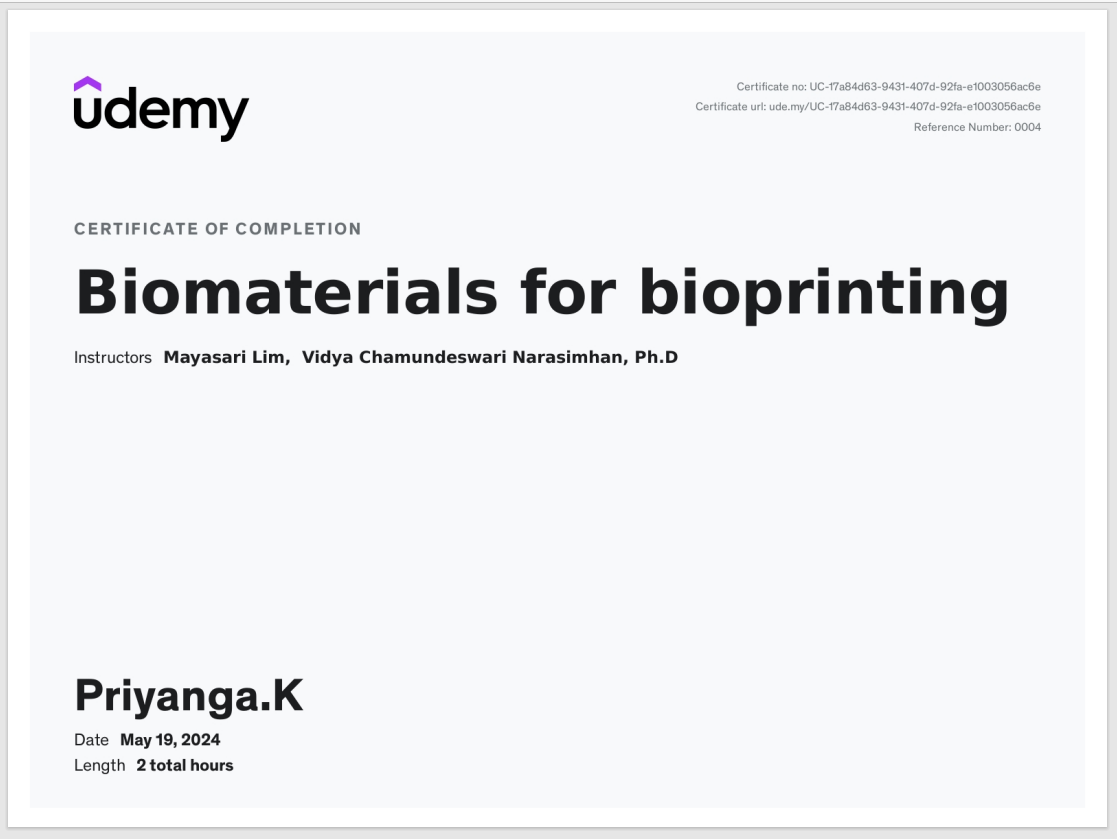 udemy
Certificate no: UC-17a84d63-9431-407d-92fa-e1003056ac6e
Certificate url: ude.my/UC-17a84d63-9431-407d-92fa-e1003056ac6e
Reference Number: 0004
CERTIFICATE OF COMPLETION
Biomaterials for bioprinting
Instructors Mayasari Lim, Vidya Chamundeswari Narasimhan, Ph.D
Priyanga.K
Date May 19, 2024
Length 2 total hours